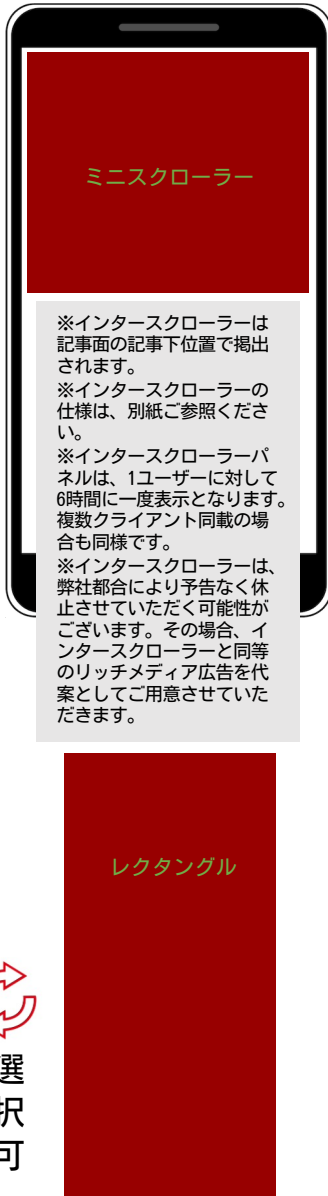 ミニスクローラー
※インタースクローラーは
記事面の記事下位置で掲出
されます。
※インタースクローラーの
仕様は、別紙ご参照くださ
い。
※インタースクローラーパ
ネルは、1ユーザーに対して
6時間に一度表示となります。
複数クライアント同載の場
合も同様です。
※インタースクローラーは、
弊社都合により予告なく休
止させていただく可能性が
ございます。その場合、イ
ンタースクローラーと同等
のリッチメディア広告を代
案としてご用意させていた
だきます。
レクタングル
選
択
可